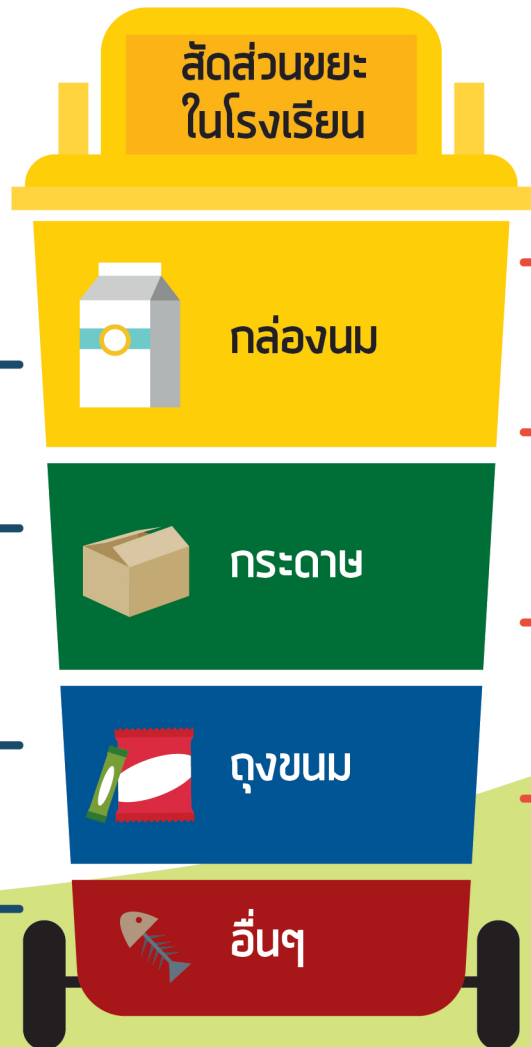 สัดส่วนขยะ
ในโรงเรียน
กล่องนม
กระดาษ
ถุงขนม
อื่นๆ